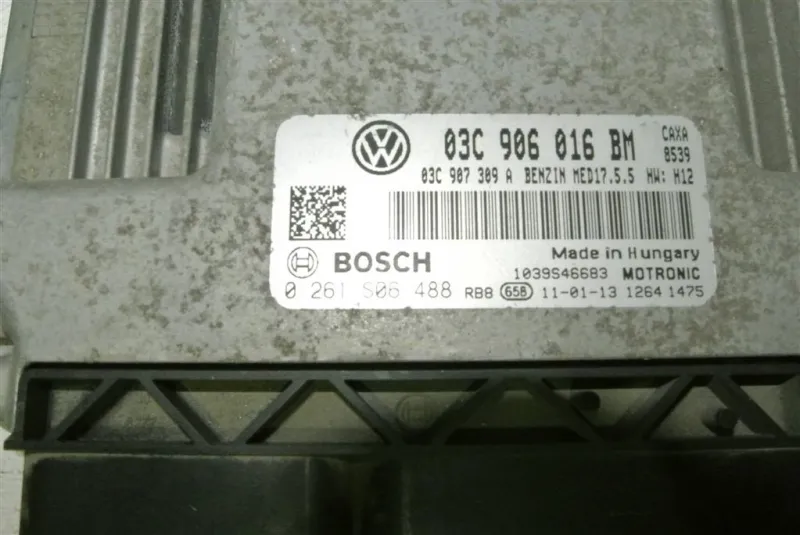 03C 906 016 BM CAXA
8539
03C 907 309 A BENZIN MED17.5.5 HW: H12
BOSCH
Made in Hungary
1039S46683 MOTRONIC
0 261 S06 488 RBB 658 11-01-13 1264 1475